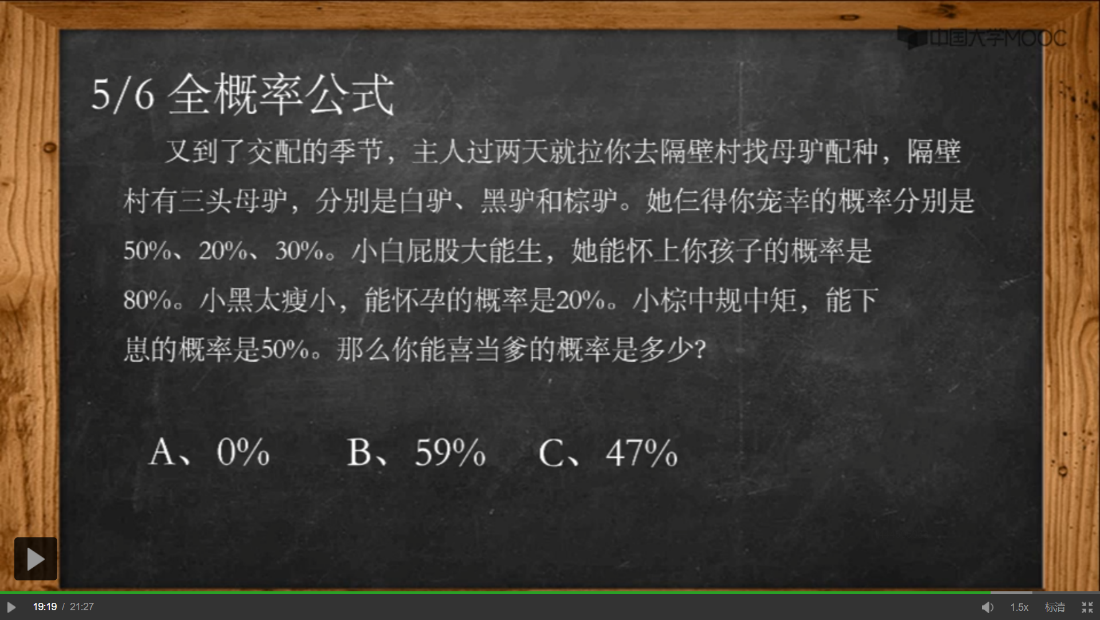 中国大学MOOC
5/6 全概率公式
又到了交配的季节，主人过两天就拉你去隔壁村找母驴配种，隔壁
村有三头母驴，分别是白驴、黑驴和棕驴。她仨得你宠幸的概率分别是
50%、20%、30%。小白屁股大能生，她能怀上你孩子的概率是
80%。小黑太瘦小，能怀孕的概率是20%。小棕中规中矩，能下
崽的概率是50%。那么你能喜当爹的概率是多少？
A、0% B、59% C、47%
19:19 / 21:27 1.5x 标清